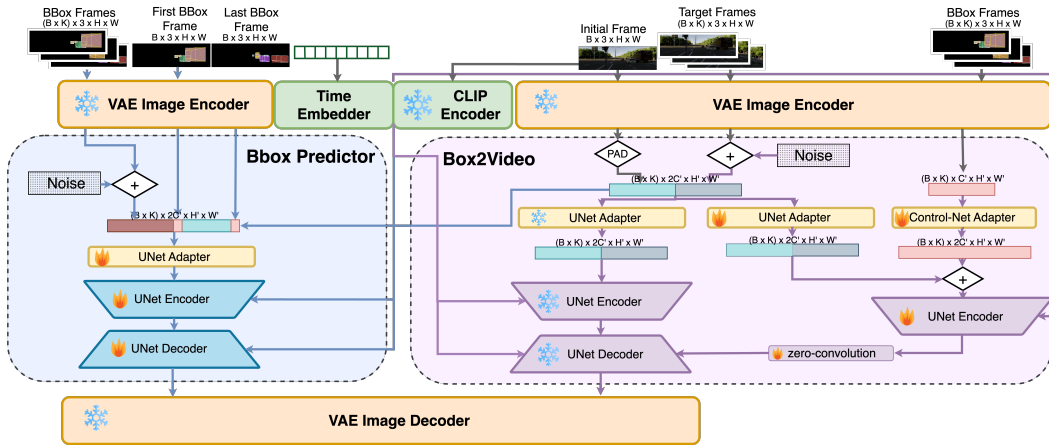 BBox Frames
(B x K) x 3 x H x W
First BBox
Frame
B x 3 x H x W
Last BBox
Frame
B x 3 x H x W
Initial Frame
B x 3 x H x W
Target Frames
(B x K) x 3 x H x W
BBox Frames
(B x K) x 3 x H x W
VAE Image Encoder
Time
Embedder
CLIP
Encoder
VAE Image Encoder
Bbox Predictor
Box2Video
Noise
+
PAD
+
Noise
(B x K) x 2C' x H' x W'
(B x K) x 2C' x H' x W'
(B x K) x C' x H' x W'
UNet Adapter
UNet Adapter
UNet Adapter
Control-Net Adapter
(B x K) x 2C' x H' x W'
(B x K) x 2C' x H' x W'
(B x K) x 2C' x H' x W'
+
UNet Encoder
UNet Encoder
UNet Encoder
UNet Decoder
UNet Decoder
zero-convolution
VAE Image Decoder